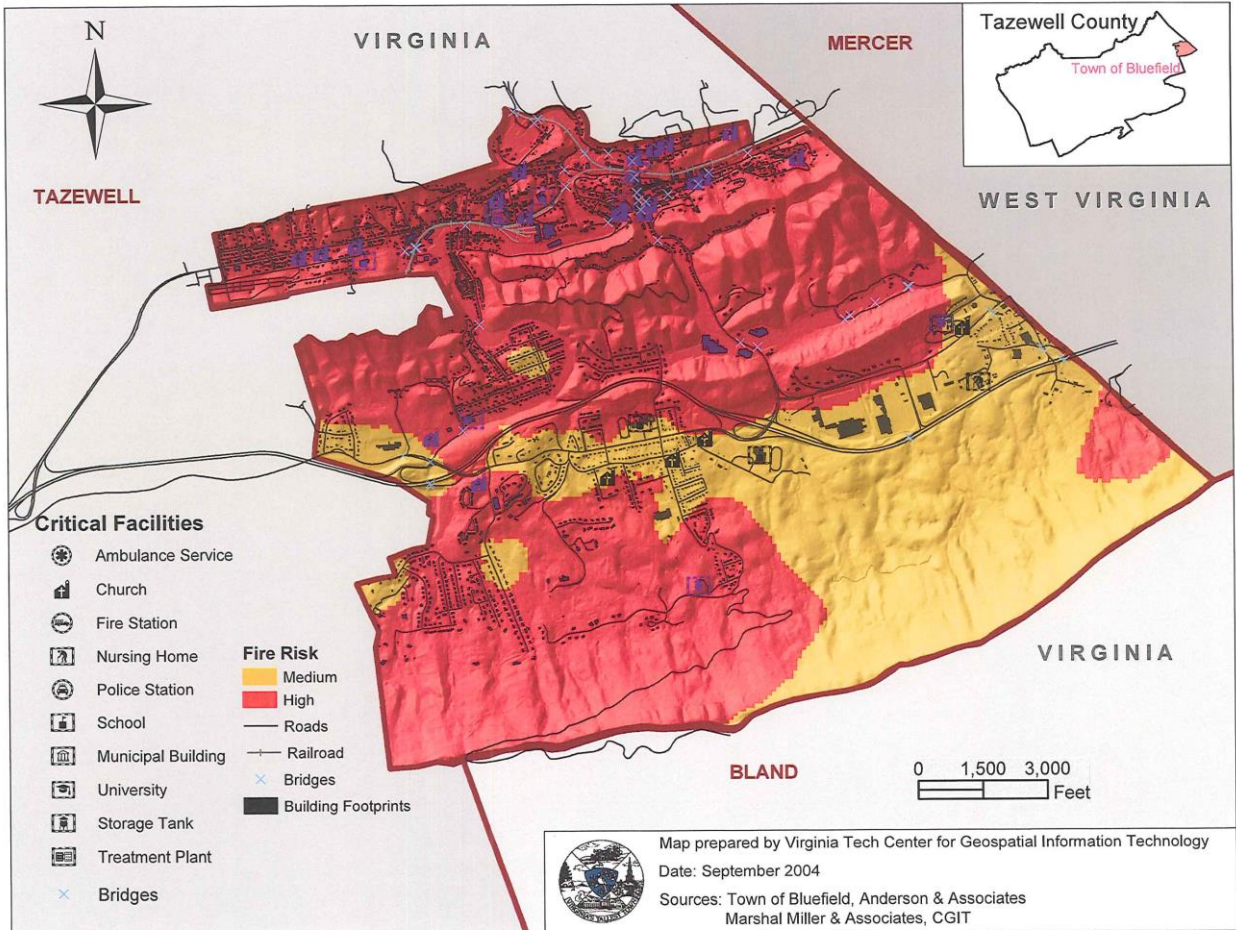 N
VIRGINIA
MERCER
Tazewell County
Town of Bluefield
TAZEWELL
WEST VIRGINIA
Critical Facilities
Ambulance Service
Church
Fire Station
Nursing Home
Police Station
School
Municipal Building
University
Storage Tank
Treatment Plant
Bridges
Fire Risk
Medium
High
Roads
Railroad
Bridges
Building Footprints
VIRGINIA
BLAND
0 1,500 3,000
Feet
Map prepared by Virginia Tech Center for Geospatial Information Technology
Date: September 2004
Sources: Town of Bluefield, Anderson & Associates
Marshal Miller & Associates, CGIT